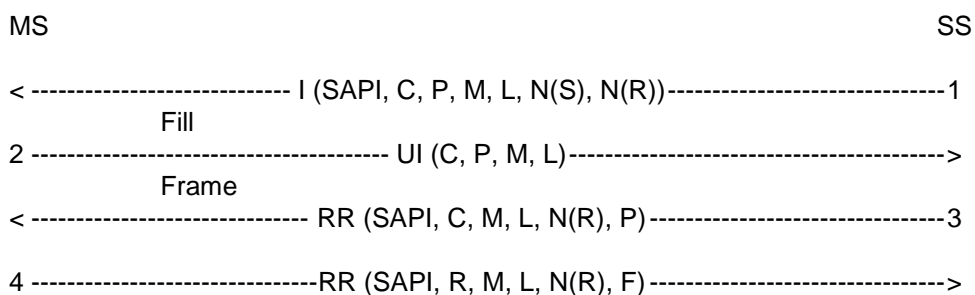 MS SS
< ----------------------------- I (SAPI, C, P, M, L, N(S), N(R))-------------------------------1
Fill
2 ---------------------------------------- UI (C, P, M, L)------------------------------------------>
Frame
< ------------------------------- RR (SAPI, C, M, L, N(R), P)---------------------------------3
4 --------------------------------RR (SAPI, R, M, L, N(R), F)--------------------------------->